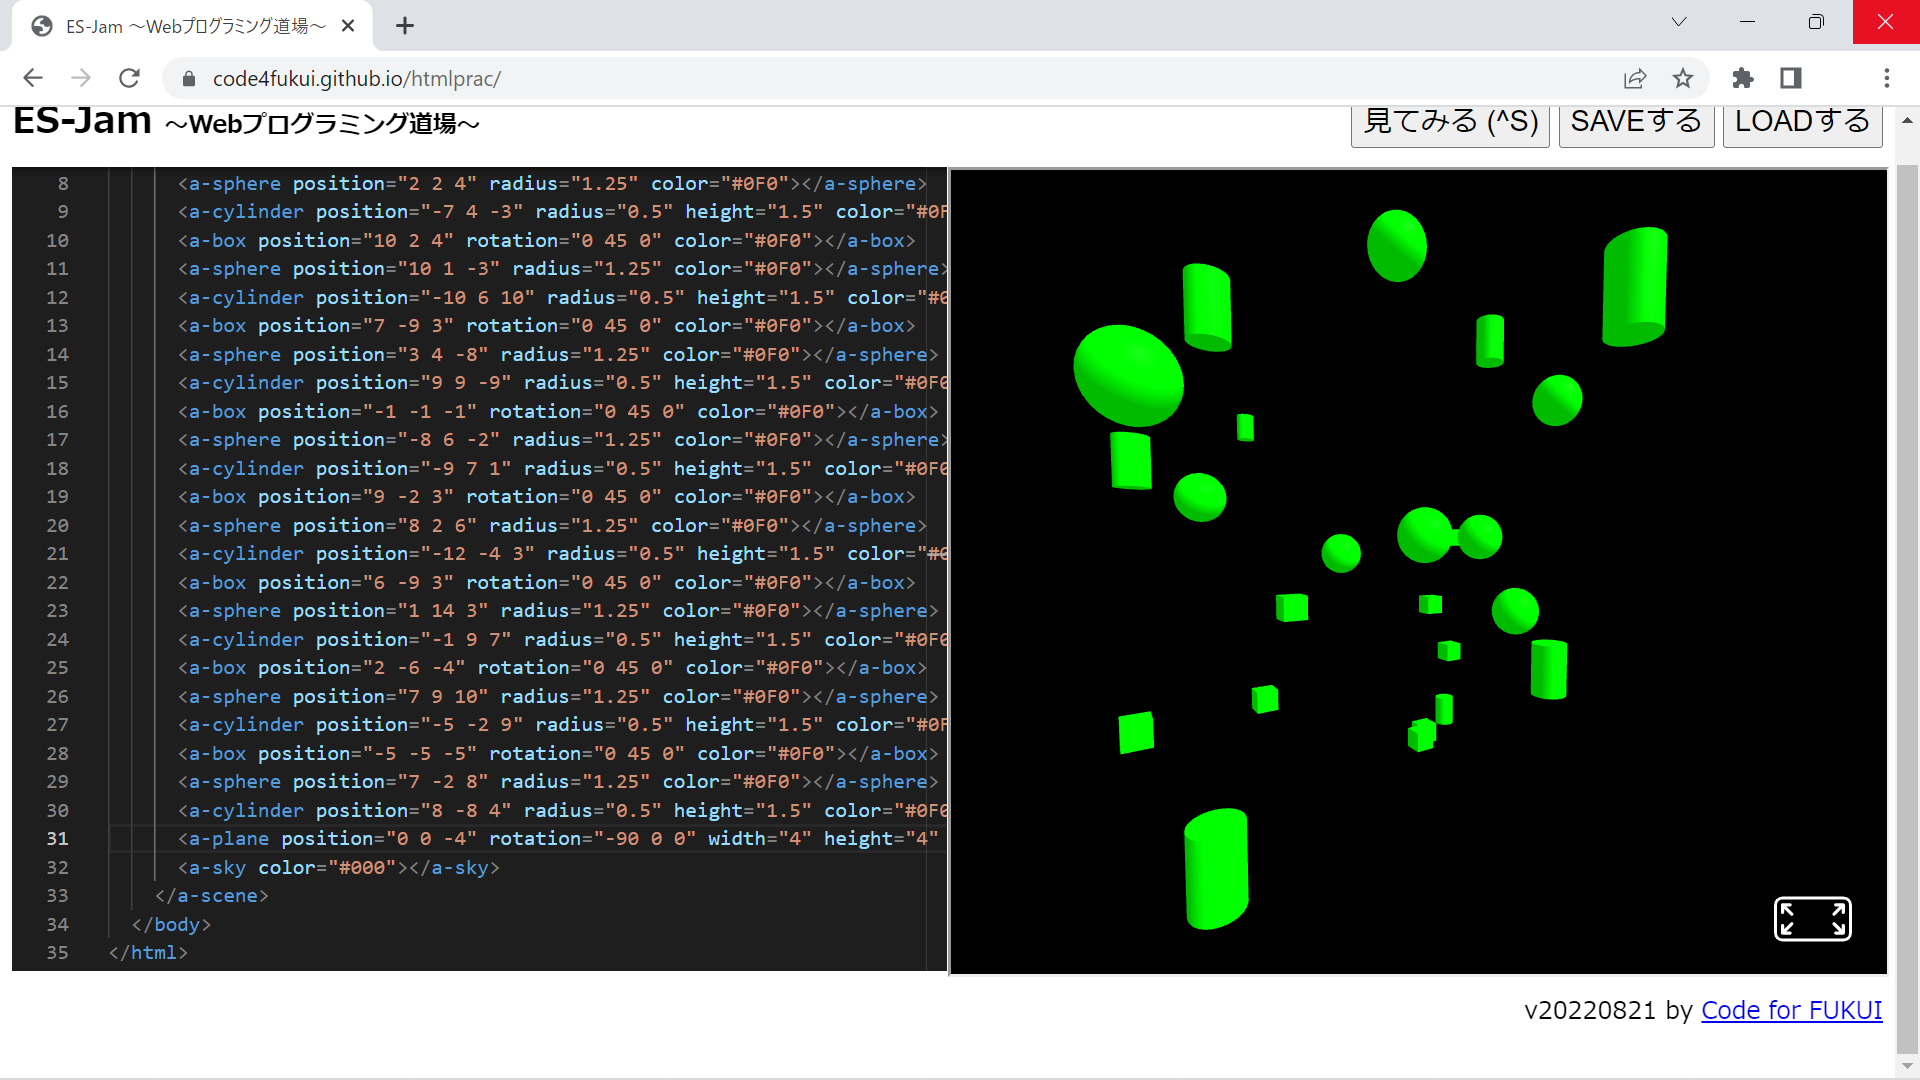 ES-Jam ～Webプログラミング道場～
code4fukui.github.io/htmlprac/
ES-Jam ～Webプログラミング道場～
見てみる (^S)
SAVEする
LOADする
8 <a-sphere position="2 2 4" radius="1.25" color="#0F0"></a-sphere>
9 <a-cylinder position="-7 4 -3" radius="0.5" height="1.5" color="#0F
10 <a-box position="10 2 4" rotation="0 45 0" color="#0F0"></a-box>
11 <a-sphere position="10 1 -3" radius="1.25" color="#0F0"></a-sphere>
12 <a-cylinder position="-10 6 10" radius="0.5" height="1.5" color="#0
13 <a-box position="7 -9 3" rotation="0 45 0" color="#0F0"></a-box>
14 <a-sphere position="3 4 -8" radius="1.25" color="#0F0"></a-sphere>
15 <a-cylinder position="9 9 -9" radius="0.5" height="1.5" color="#0F0
16 <a-box position="-1 -1 -1" rotation="0 45 0" color="#0F0"></a-box>
17 <a-sphere position="-8 6 -2" radius="1.25" color="#0F0"></a-sphere>
18 <a-cylinder position="-9 7 1" radius="0.5" height="1.5" color="#0F0
19 <a-box position="9 -2 3" rotation="0 45 0" color="#0F0"></a-box>
20 <a-sphere position="8 2 6" radius="1.25" color="#0F0"></a-sphere>
21 <a-cylinder position="-12 -4 3" radius="0.5" height="1.5" color="#0
22 <a-box position="6 -9 3" rotation="0 45 0" color="#0F0"></a-box>
23 <a-sphere position="1 14 3" radius="1.25" color="#0F0"></a-sphere>
24 <a-cylinder position="-1 9 7" radius="0.5" height="1.5" color="#0F0
25 <a-box position="2 -6 -4" rotation="0 45 0" color="#0F0"></a-box>
26 <a-sphere position="7 9 10" radius="1.25" color="#0F0"></a-sphere>
27 <a-cylinder position="-5 -2 9" radius="0.5" height="1.5" color="#0F
28 <a-box position="-5 -5 -5" rotation="0 45 0" color="#0F0"></a-box>
29 <a-sphere position="7 -2 8" radius="1.25" color="#0F0"></a-sphere>
30 <a-cylinder position="8 -8 4" radius="0.5" height="1.5" color="#0F0
31 <a-plane position="0 0 -4" rotation="-90 0 0" width="4" height="4"
32 <a-sky color="#000"></a-sky>
33 </a-scene>
34 </body>
35 </html>
v20220821 by Code for FUKUI